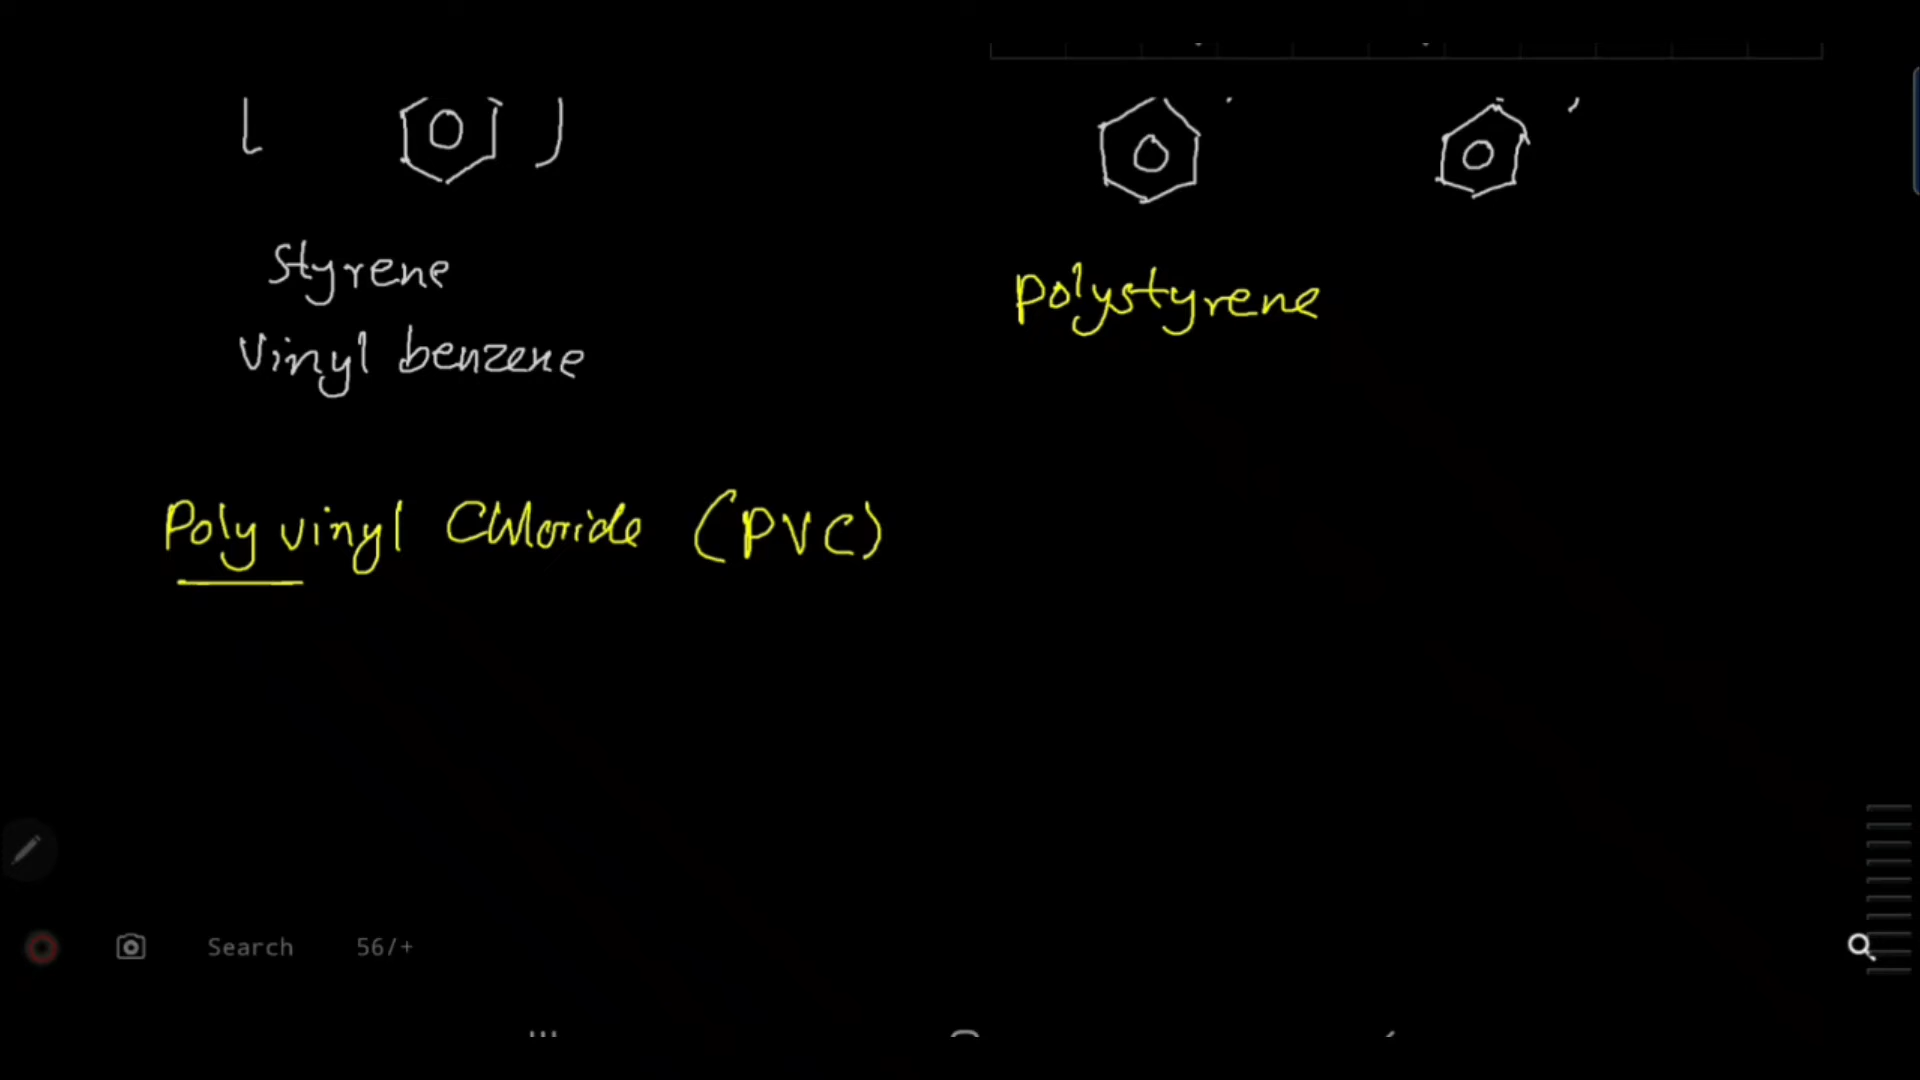 Styrene
Vinyl benzene
polystyrene
Poly vinyl Chloride (PVC)
Search 56/+